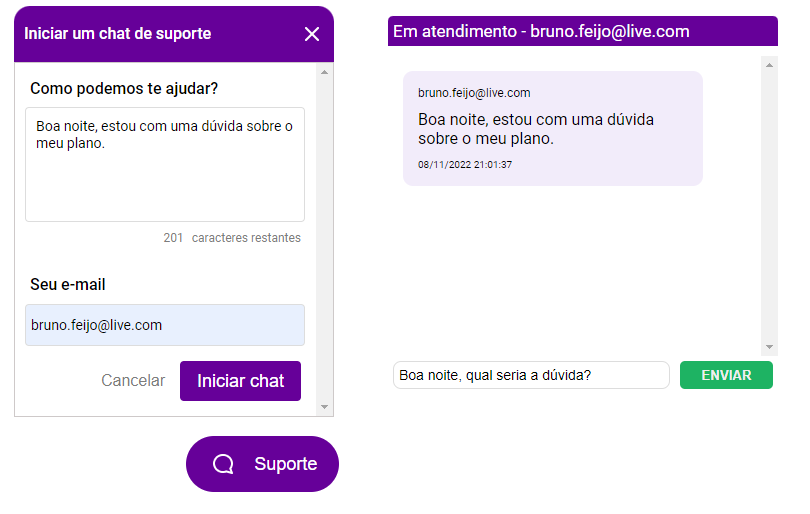 Iniciar um chat de suporte
Como podemos te ajudar?
Boa noite, estou com uma dúvida sobre o
meu plano.
201 caracteres restantes
Seu e-mail
bruno.feijo@live.com
Cancelar
Iniciar chat
Suporte
Em atendimento - bruno.feijo@live.com
bruno.feijo@live.com
Boa noite, estou com uma dúvida
sobre o meu plano.
08/11/2022 21:01:37
Boa noite, qual seria a dúvida?
ENVIAR